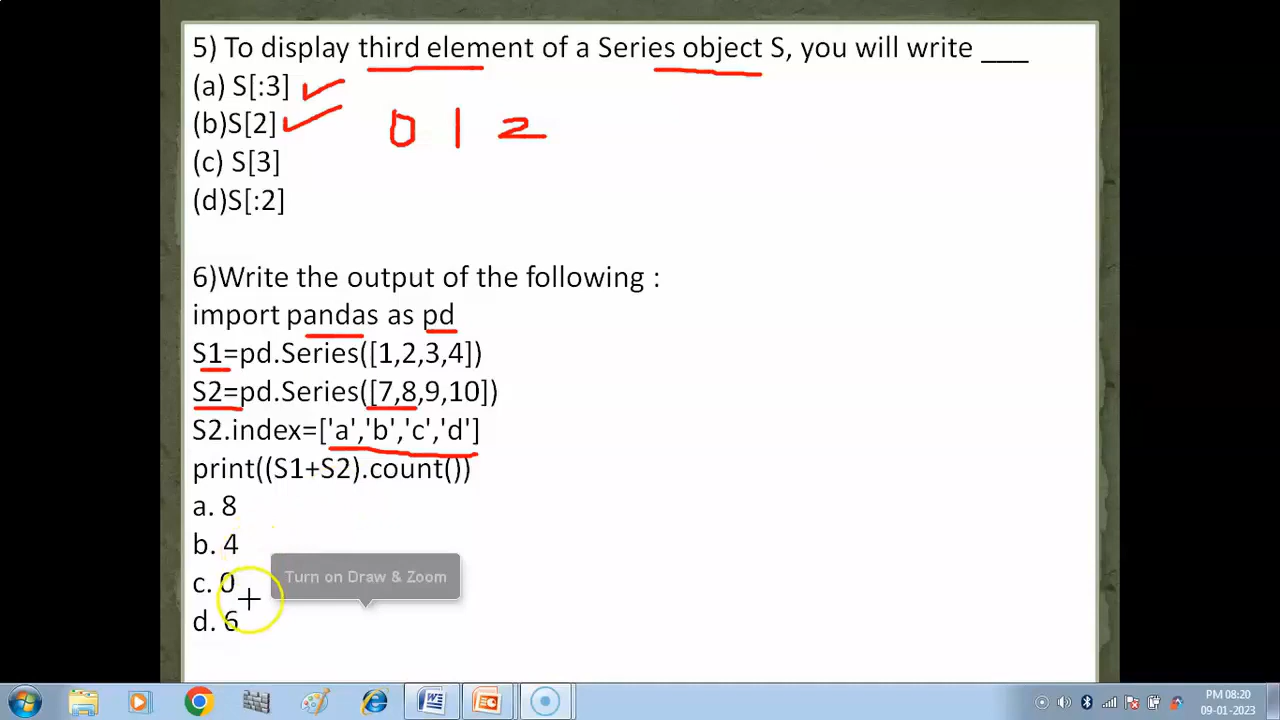 5) To display third element of a Series object S, you will write ___
(a) S[:3]
(b)S[2]
0 1 2
(c) S[3]
(d)S[:2]
6)Write the output of the following :
import pandas as pd
S1=pd.Series([1,2,3,4])
S2=pd.Series([7,8,9,10])
S2.index=['a','b','c','d']
print((S1+S2).count())
a. 8
b. 4
Turn on Draw & Zoom
c. 0
d. 6
PM 08:20
09-01-2023